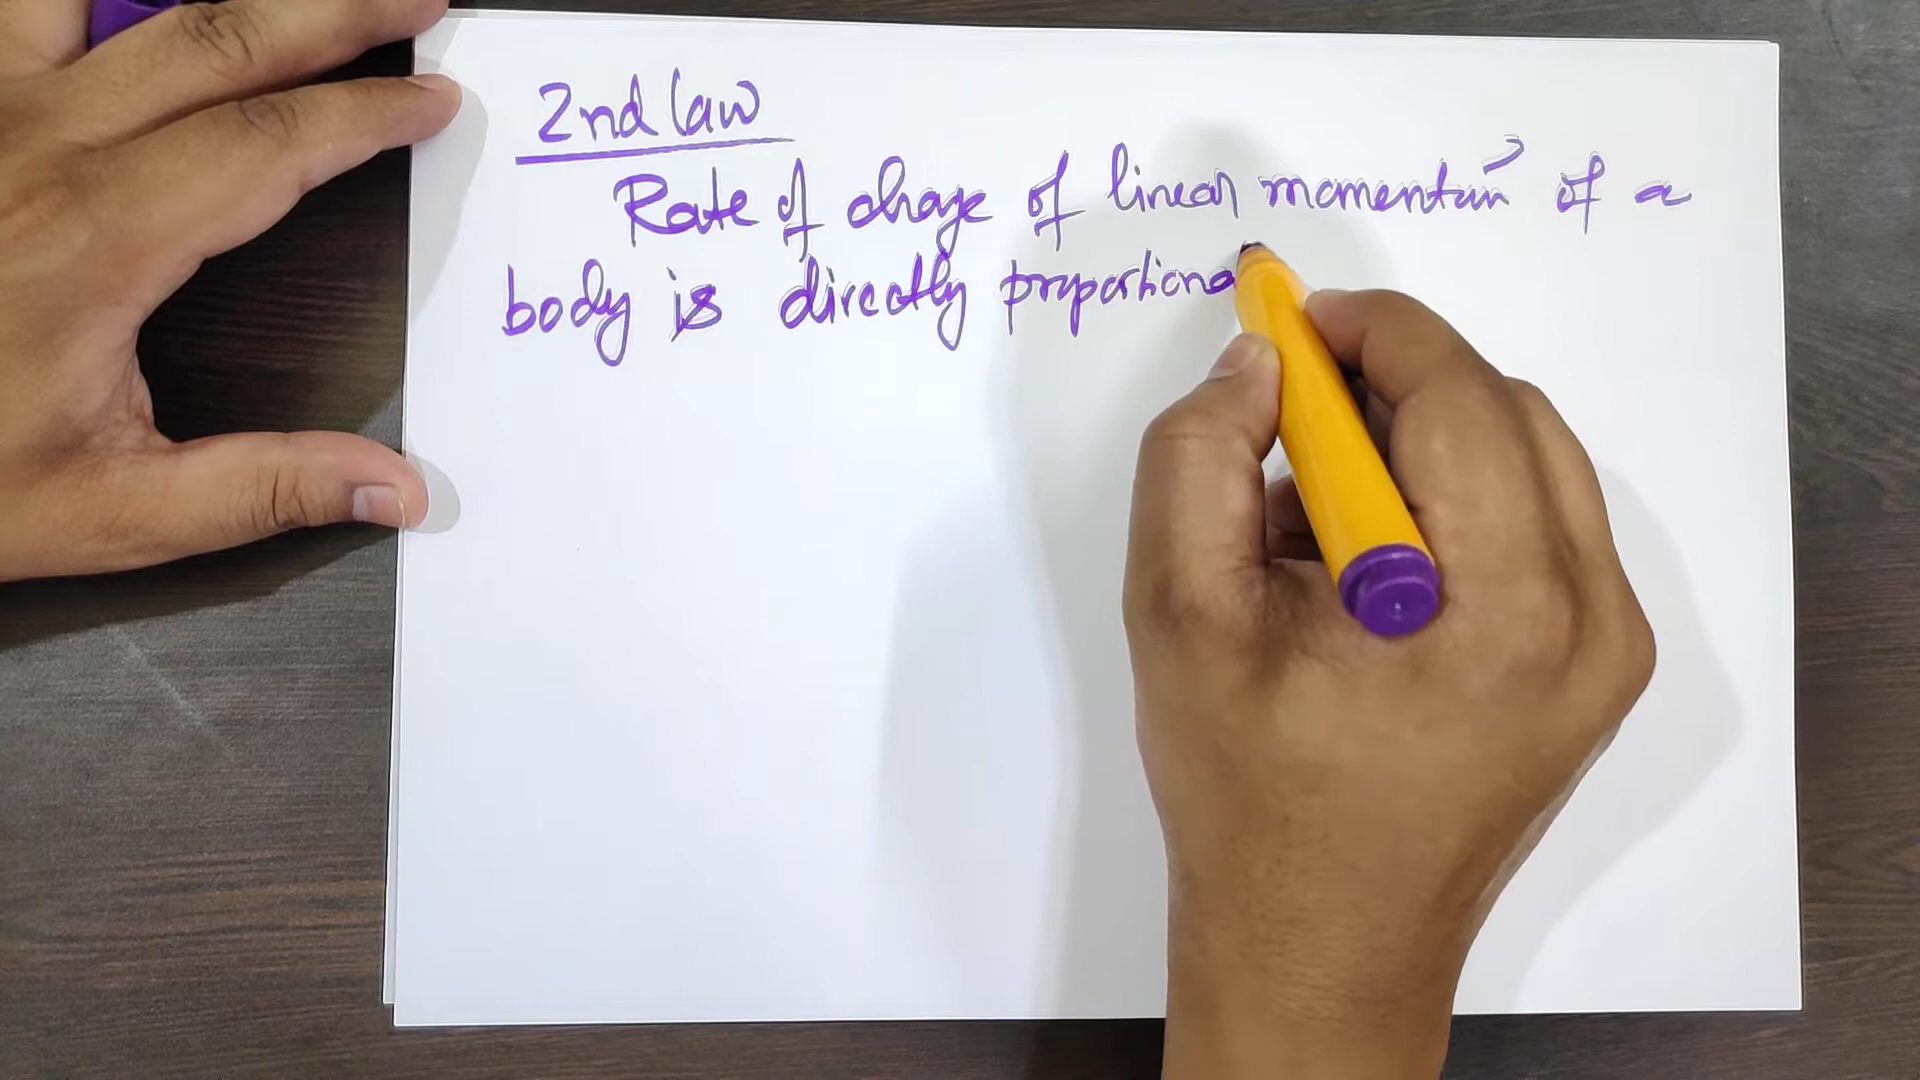 2nd law
Rate of change of linear momentum of a
body is directly proportiona